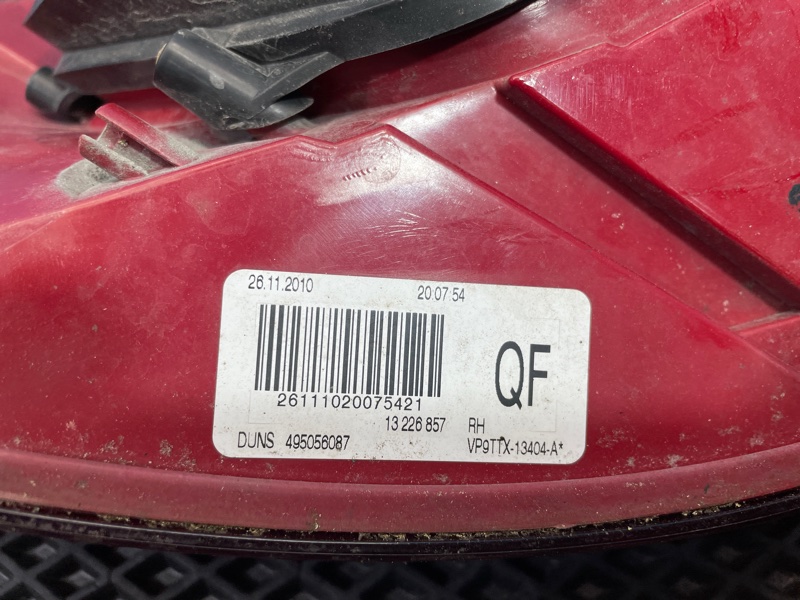 26.11.2010 20:07:54
QF
26111020075421
13 226 857 RH
DUNS 495056087 VP9TTX-13404-A*